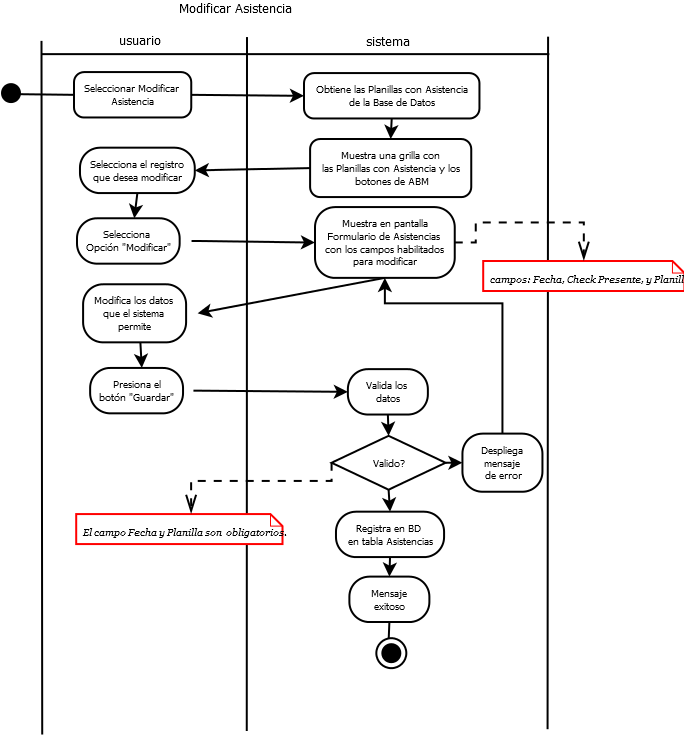 Modificar Asistencia
usuario
sistema
Seleccionar Modificar
Asistencia
Obtiene las Planillas con Asistencia
de la Base de Datos
Muestra una grilla con
las Planillas con Asistencia y los
botones de ABM
Selecciona el registro
que desea modificar
Selecciona
Opción "Modificar"
Muestra en pantalla
Formulario de Asistencias
con los campos habilitados
para modificar
campos: Fecha, Check Presente, y Planill
Modifica los datos
que el sistema
permite
Presiona el
botón "Guardar"
Valida los
datos
Valido?
Despliega
mensaje
de error
El campo Fecha y Planilla son obligatorios.
Registra en BD
en tabla Asistencias
Mensaje
exitoso